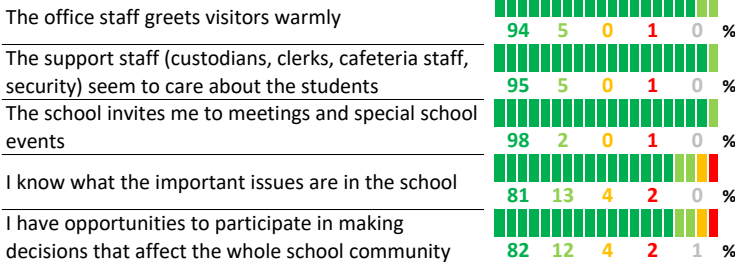 The office staff greets visitors warmly
94 5 0 1 0 %
The support staff (custodians, clerks, cafeteria staff,
security) seem to care about the students
95 5 0 1 0 %
The school invites me to meetings and special school
events
98 2 0 1 0 %
I know what the important issues are in the school
81 13 4 2 0 %
I have opportunities to participate in making
decisions that affect the whole school community
82 12 4 2 1 %